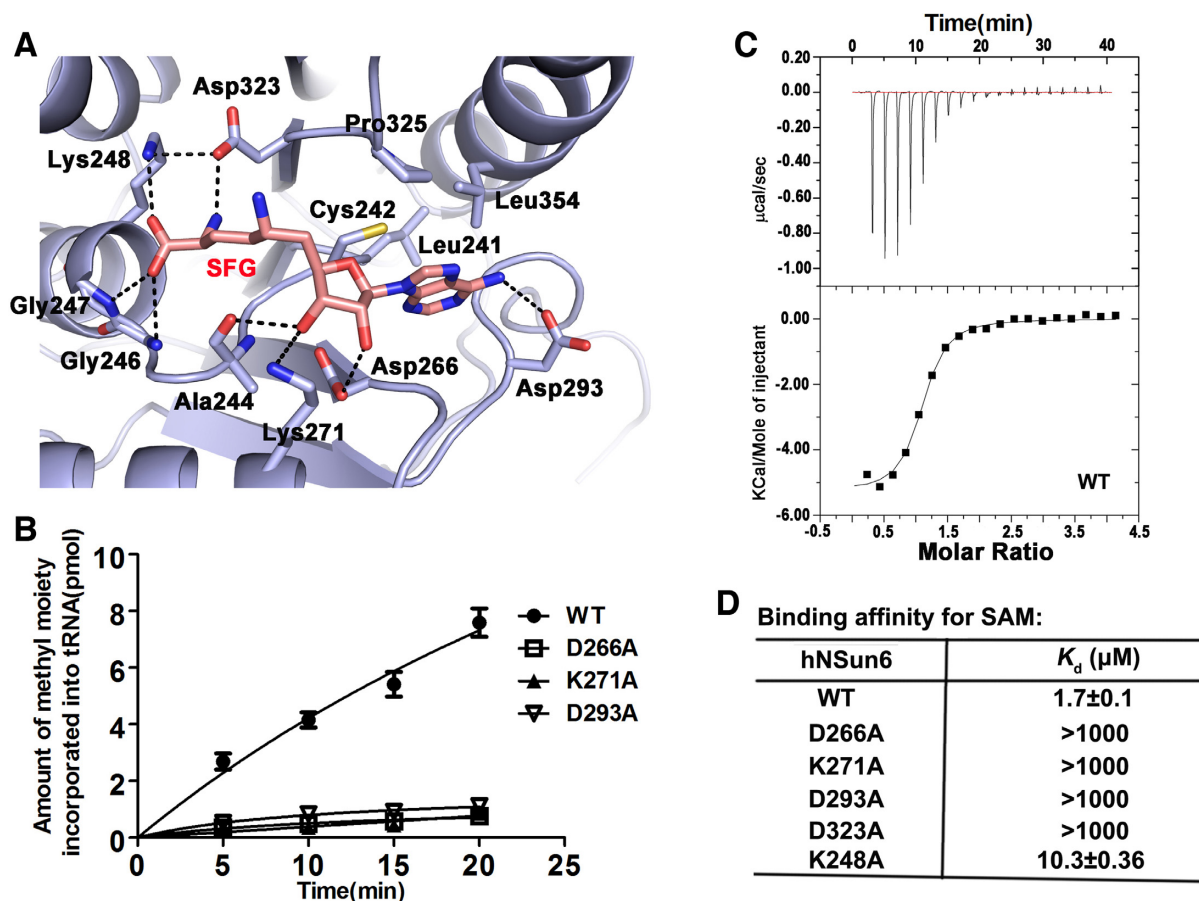 A
Asp323
Pro325
Lys248
Leu354
Cys242
Leu241
SFG
Gly247
Gly246
Asp266
Asp293
Ala244
Lys271
B
Amount of methyl moiety
incorporated into tRNA(pmol)
10
8
6
4
2
0
0 5 10 15 20 25
Time(min)
WT
D266A
K271A
D293A
C
Time(min)
0 10 20 30 40
0.20
0.00
-0.20
-0.40
-0.60
-0.80
-1.00
µcal/sec
0.00
-2.00
-4.00
-6.00
KCal/Mole of injectant
WT
-0.5 0.5 1.5 2.5 3.5 4.5
Molar Ratio
D
Binding affinity for SAM:
hNSun6 Kd (µM)
WT 1.7±0.1
D266A >1000
K271A >1000
D293A >1000
D323A >1000
K248A 10.3±0.36